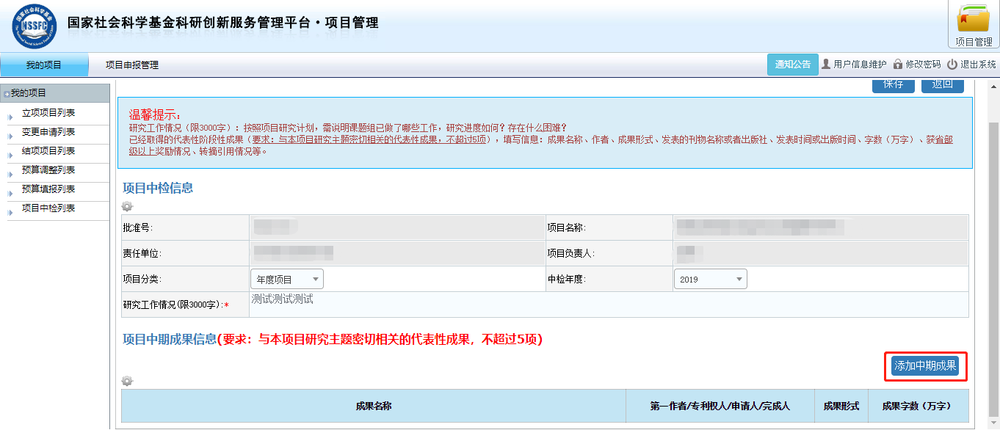 国家社会科学基金
NSSFC
国家社会科学基金科研创新服务管理平台·项目管理
项目管理
我的项目
项目申报管理
通知公告
用户信息维护
修改密码
退出系统
我的项目
立项项目列表
变更申请列表
结项项目列表
预算调整列表
预算填报列表
项目中检列表
保存
返回
温馨提示：
研究工作情况（限3000字）：按照项目研究计划，需说明课题组已做了哪些工作，研究进度如何？存在什么困难？
已经取得的代表性阶段性成果（要求：与本项目研究主题密切相关的代表性成果，不超过5项），填写信息：成果名称、作者、成果形式、发表的刊物名称或者出版社、发表时间或出版时间、字数（万字）、获省部
级以上奖励情况、转摘引用情况等。
项目中检信息
批准号：
项目名称：
责任单位：
项目负责人：
项目分类： 年度项目
中检年度： 2019
研究工作情况(限3000字)：* 测试测试测试
项目中期成果信息(要求：与本项目研究主题密切相关的代表性成果，不超过5项)
添加中期成果
成果名称
第一作者/专利权人/申请人/完成人
成果形式
成果字数（万字）